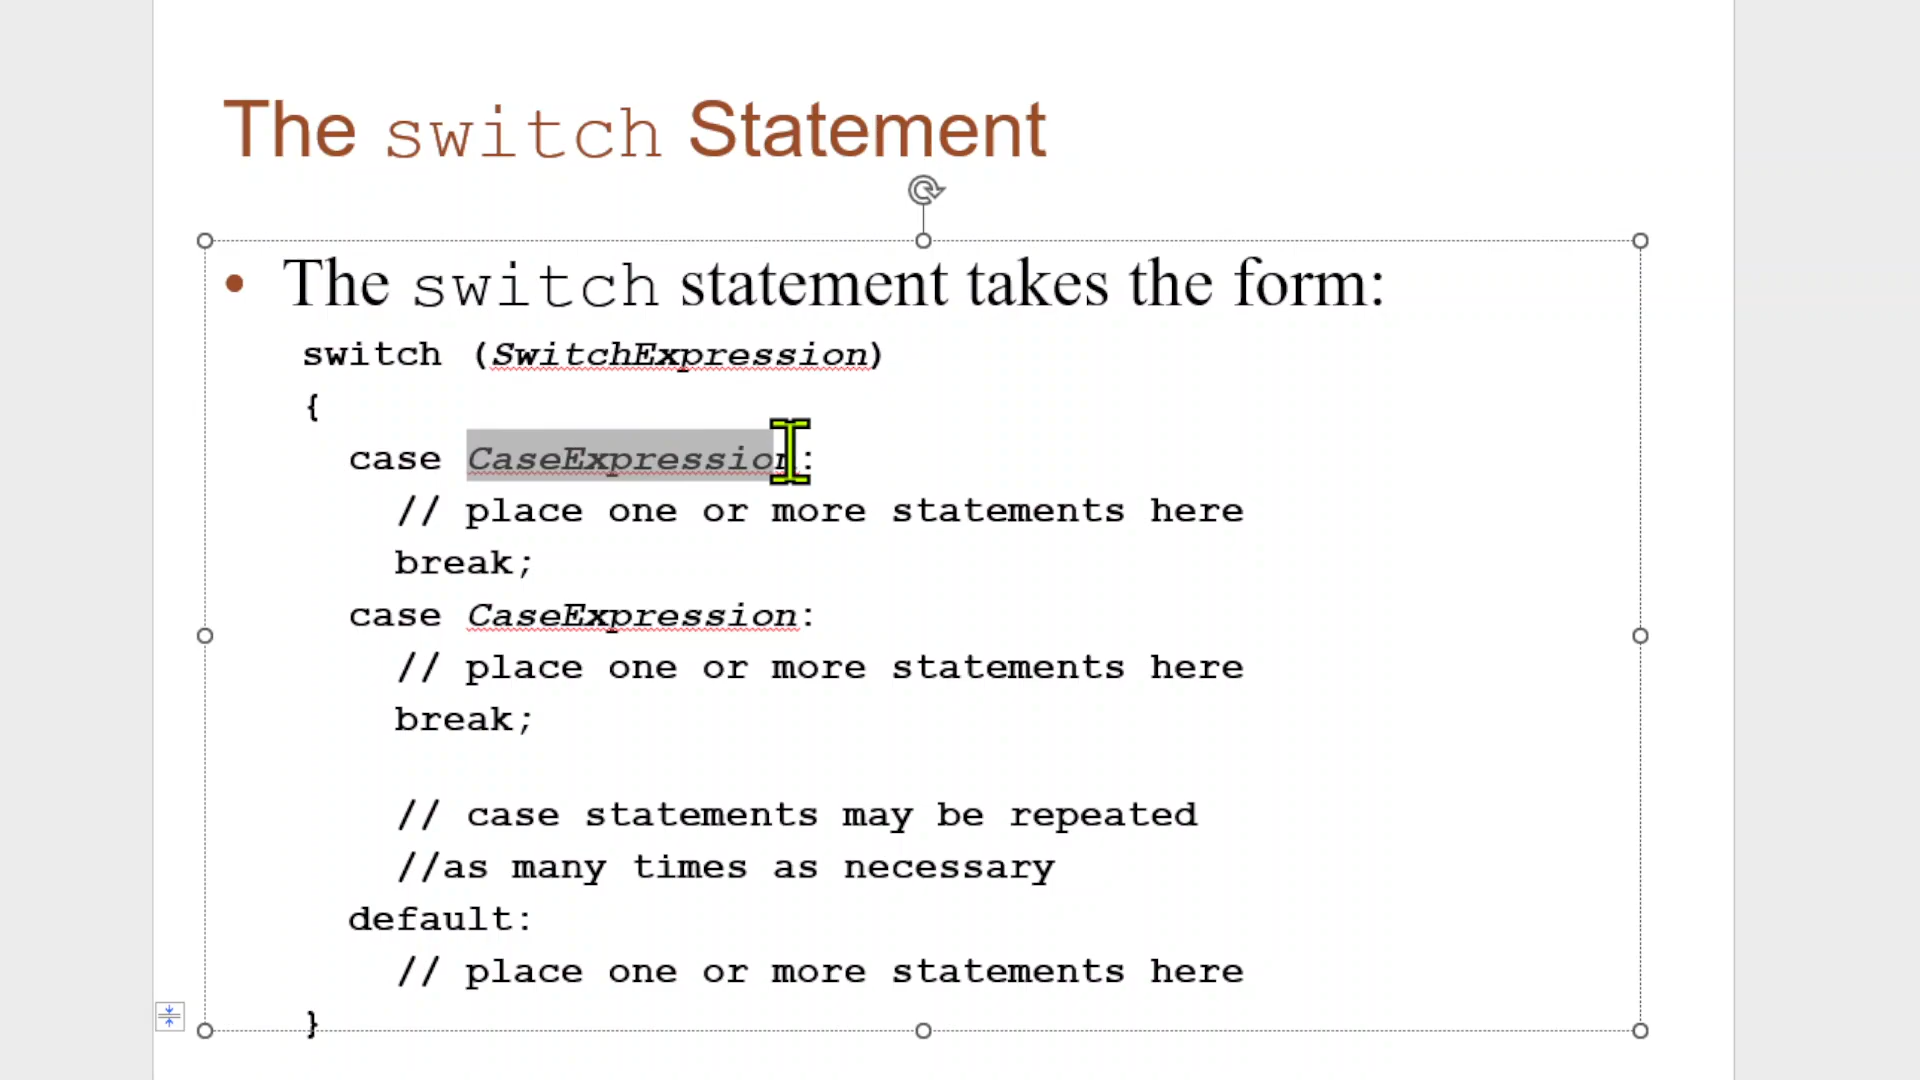 The switch Statement
• The switch statement takes the form:
switch (SwitchExpression)
{
case CaseExpression:
// place one or more statements here
break;
case CaseExpression:
// place one or more statements here
break;
// case statements may be repeated
//as many times as necessary
default:
// place one or more statements here
}